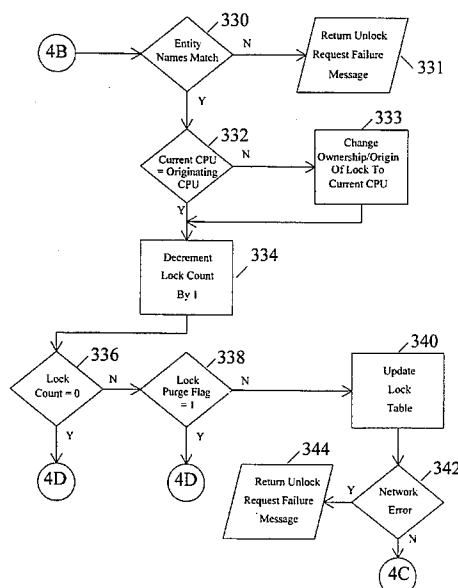 330
4B
Entity
Names Match
N
Return Unlock
Request Failure
Message
331
Y
332
333
Current CPU
= Originating
CPU
N
Change
Ownership/Origin
Of Lock To
Current CPU
Y
334
Decrement
Lock Count
By 1
336
338
340
Lock
Count = 0
N
Lock
Purge Flag
= 1
N
Update
Lock
Table
Y
Y
344
342
4D
4D
Return Unlock
Request Failure
Message
Y
Network
Error
N
4C